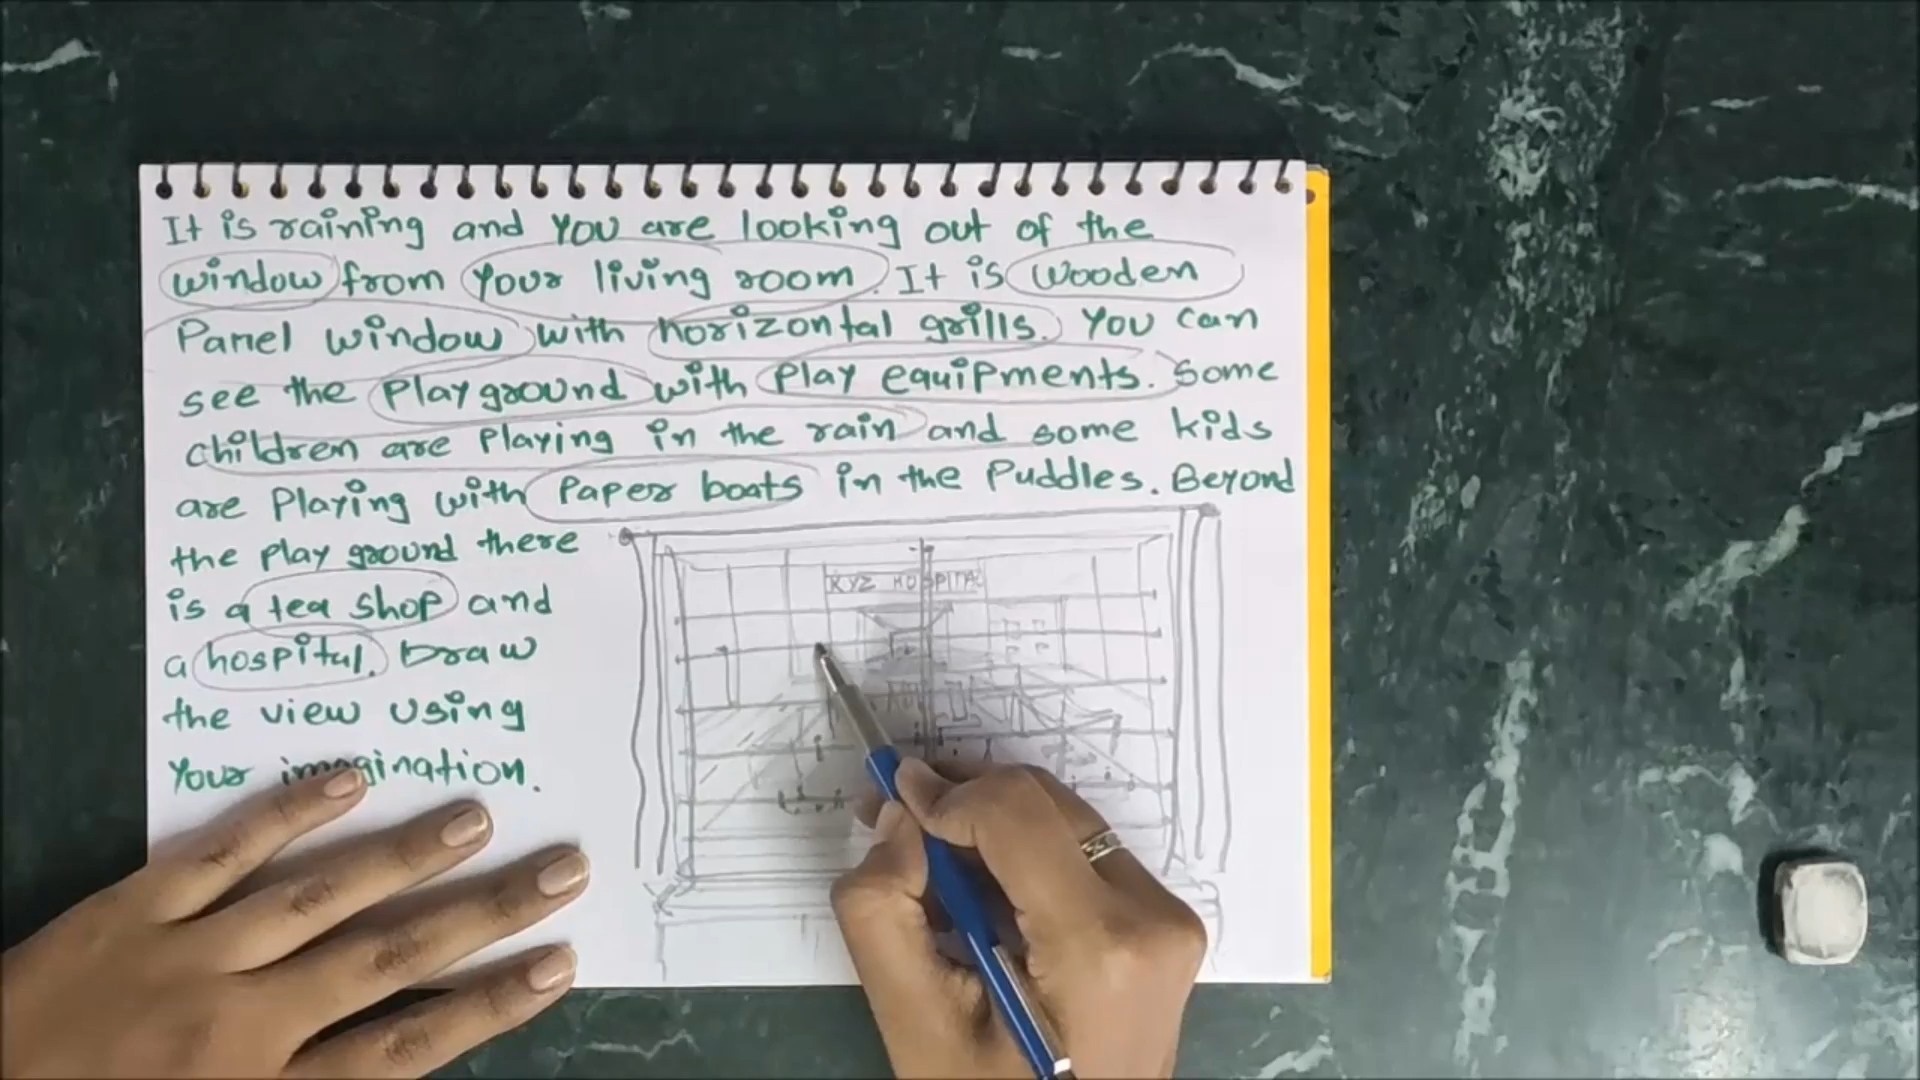 It is raining and you are looking out of the
window from your living room. It is wooden
Panel window with horizontal grills. You can
see the playground with play equipments. Some
children are playing in the rain and some kids
are playing with Paper boats in the puddles. Beyond
the play ground there
is a tea shop and
a hospital. Draw
the view using
your imagination.
XYZ HOSPITAL